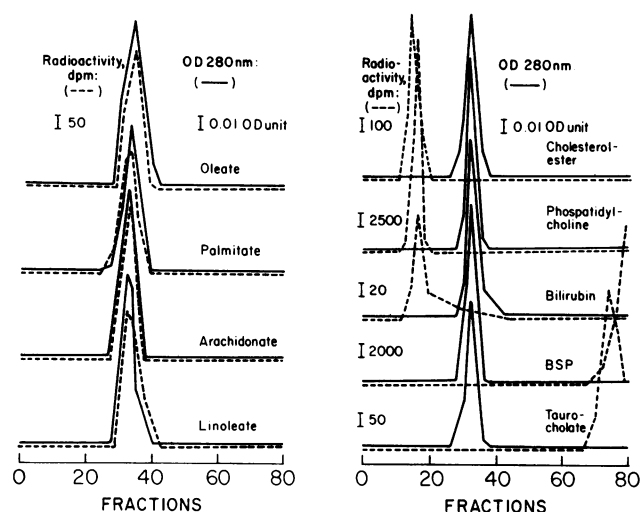 Radioactivity,
dpm:
(----)
OD 280nm:
(—)
I 50
I 0.01 OD unit
Oleate
Palmitate
Arachidonate
Linoleate
0 20 40 60 80
FRACTIONS
Radio-
activity,
dpm:
(----)
OD 280nm
(—)
I 100
I 0.01 OD unit
Cholesterol-
ester
I 2500
Phospatidyl-
choline
I 20
Bilirubin
I 2000
BSP
I 50
Tauro-
cholate
0 20 40 60 80
FRACTIONS